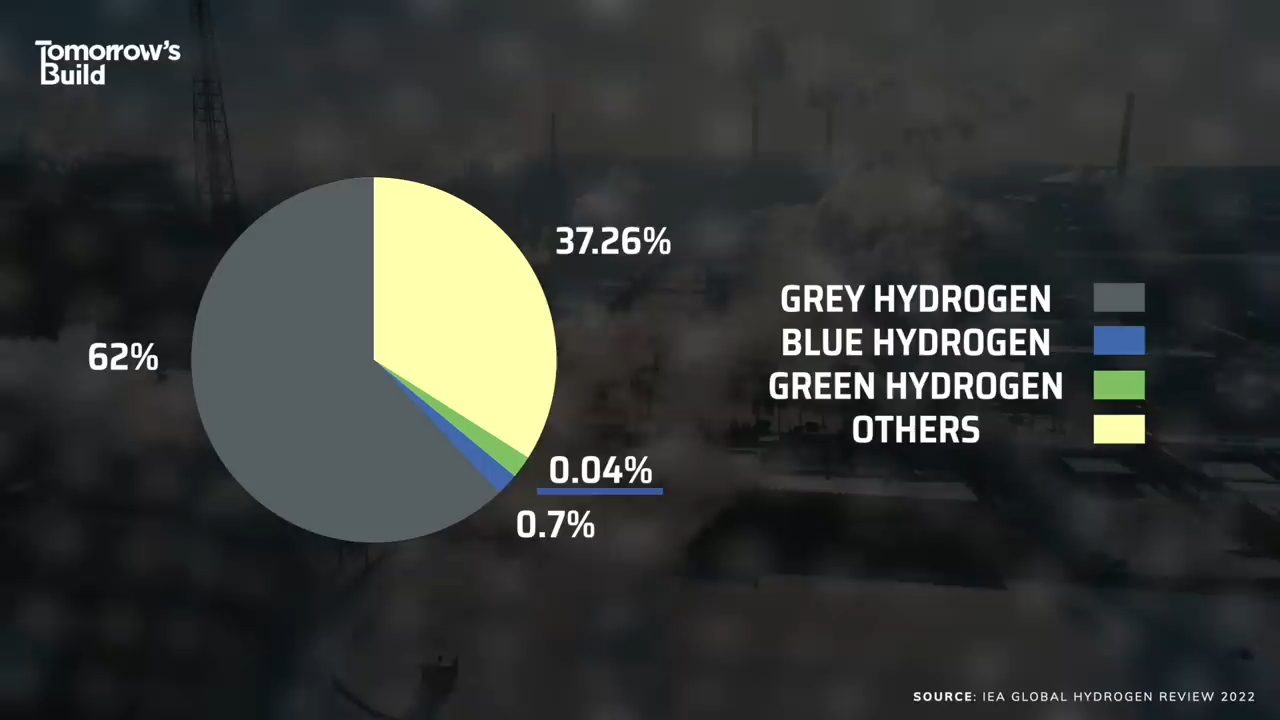 Tomorrow's
Build
37.26%
62%
0.04%
0.7%
GREY HYDROGEN
BLUE HYDROGEN
GREEN HYDROGEN
OTHERS
SOURCE: IEA GLOBAL HYDROGEN REVIEW 2022